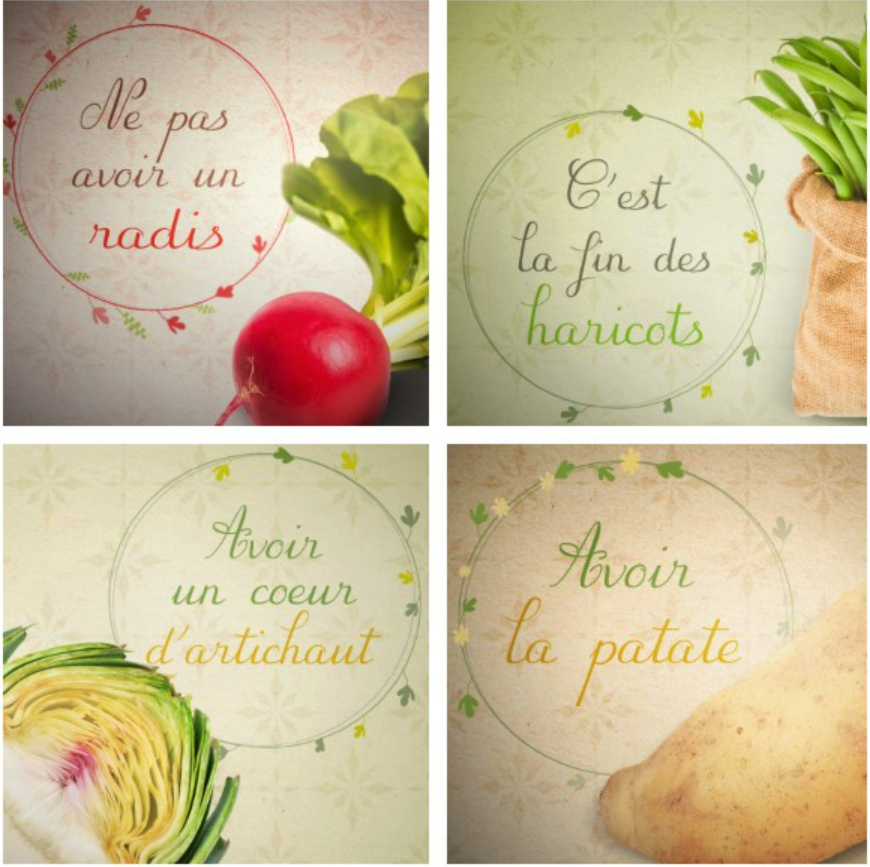 Ne pas
avoir un
radis
C'est
la fin des
haricots
Avoir
un coeur
d'artichaut
Avoir
la patate